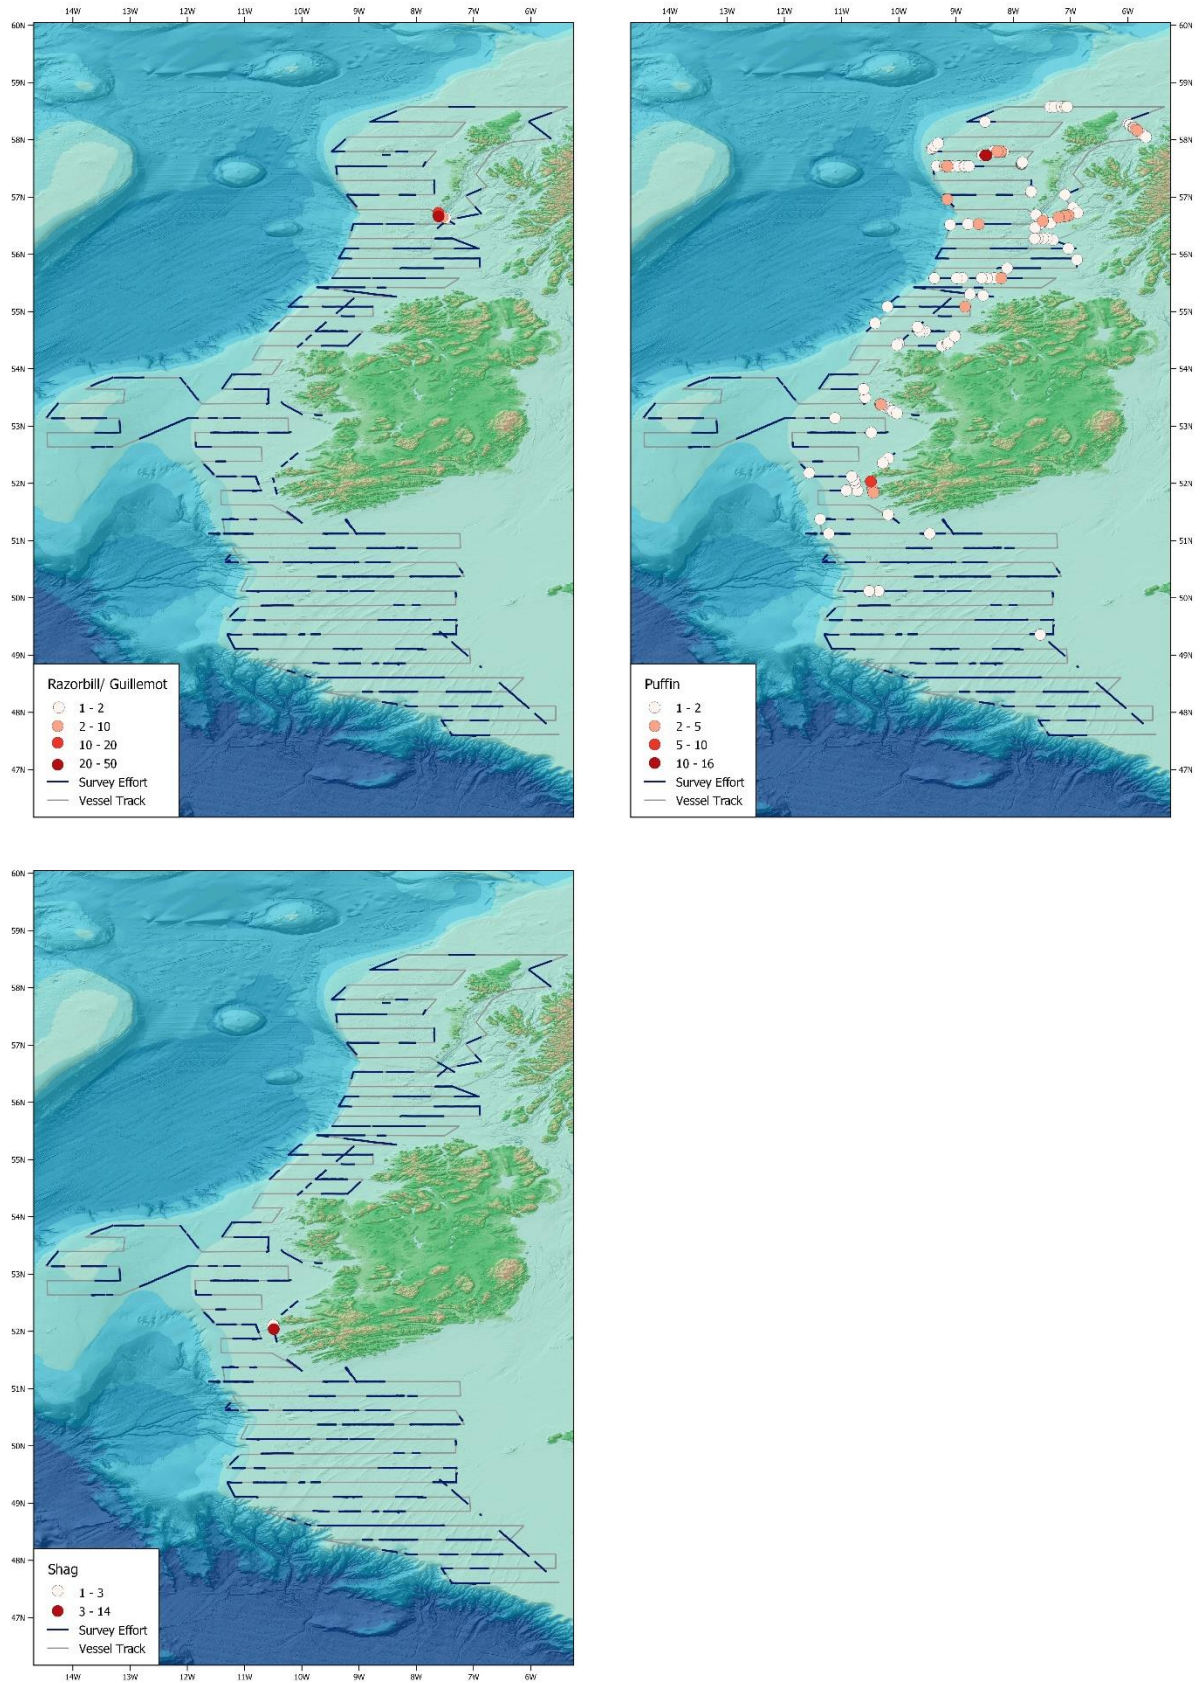 14W 13W 12W 11W 10W 9W 8W 7W 6W
60N
59N
58N
57N
56N
55N
54N
53N
52N
51N
50N
49N
48N
47N
Razorbill/ Guillemot
1 - 2
2 - 10
10 - 20
20 - 50
Survey Effort
Vessel Track
14W 13W 12W 11W 10W 9W 8W 7W 6W
60N
59N
58N
57N
56N
55N
54N
53N
52N
51N
50N
49N
48N
47N
Puffin
1 - 2
2 - 5
5 - 10
10 - 16
Survey Effort
Vessel Track
60N
59N
58N
57N
56N
55N
54N
53N
52N
51N
50N
49N
48N
47N
Shag
1 - 3
3 - 14
Survey Effort
Vessel Track
14W 13W 12W 11W 10W 9W 8W 7W 6W